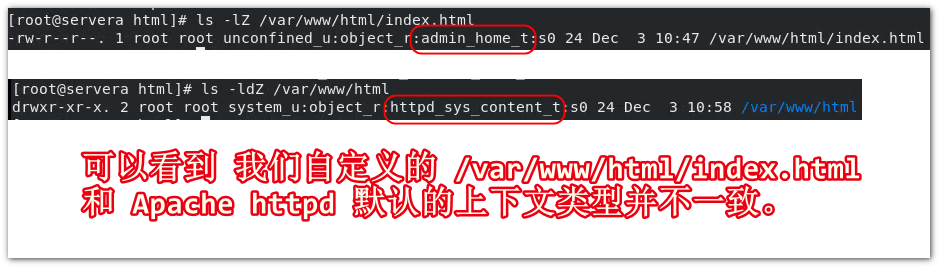 [root@servera html]# ls -lZ /var/www/html/index.html
-rw-r--r--. 1 root root unconfined_u:object_r:admin_home_t:s0 24 Dec  3 10:47 /var/www/html/index.html
[root@servera html]# ls -ldZ /var/www/html
drwxr-xr-x. 2 root root system_u:object_r:httpd_sys_content_t:s0 24 Dec  3 10:58 /var/www/html
可以看到 我们自定义的 /var/www/html/index.html
和 Apache httpd 默认的上下文类型并不一致。